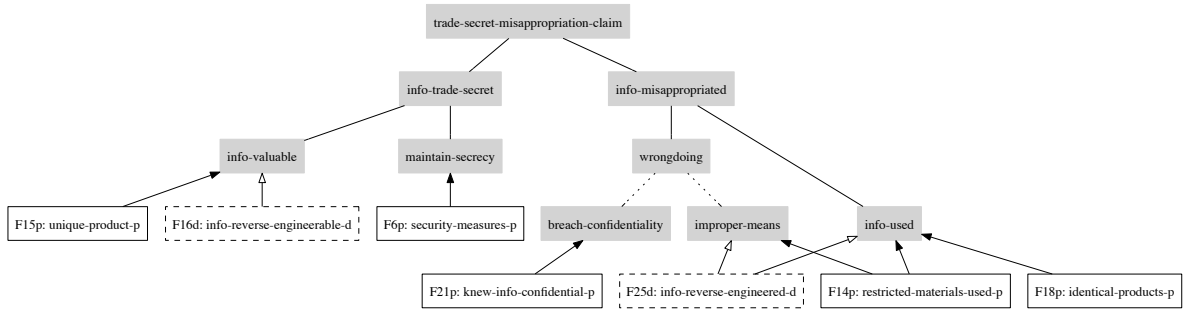 trade-secret-misappropriation-claim
info-trade-secret
info-misappropriated
info-valuable
maintain-secrecy
wrongdoing
F15p: unique-product-p
F16d: info-reverse-engineerable-d
F6p: security-measures-p
breach-confidentiality
improper-means
info-used
F21p: knew-info-confidential-p
F25d: info-reverse-engineered-d
F14p: restricted-materials-used-p
F18p: identical-products-p